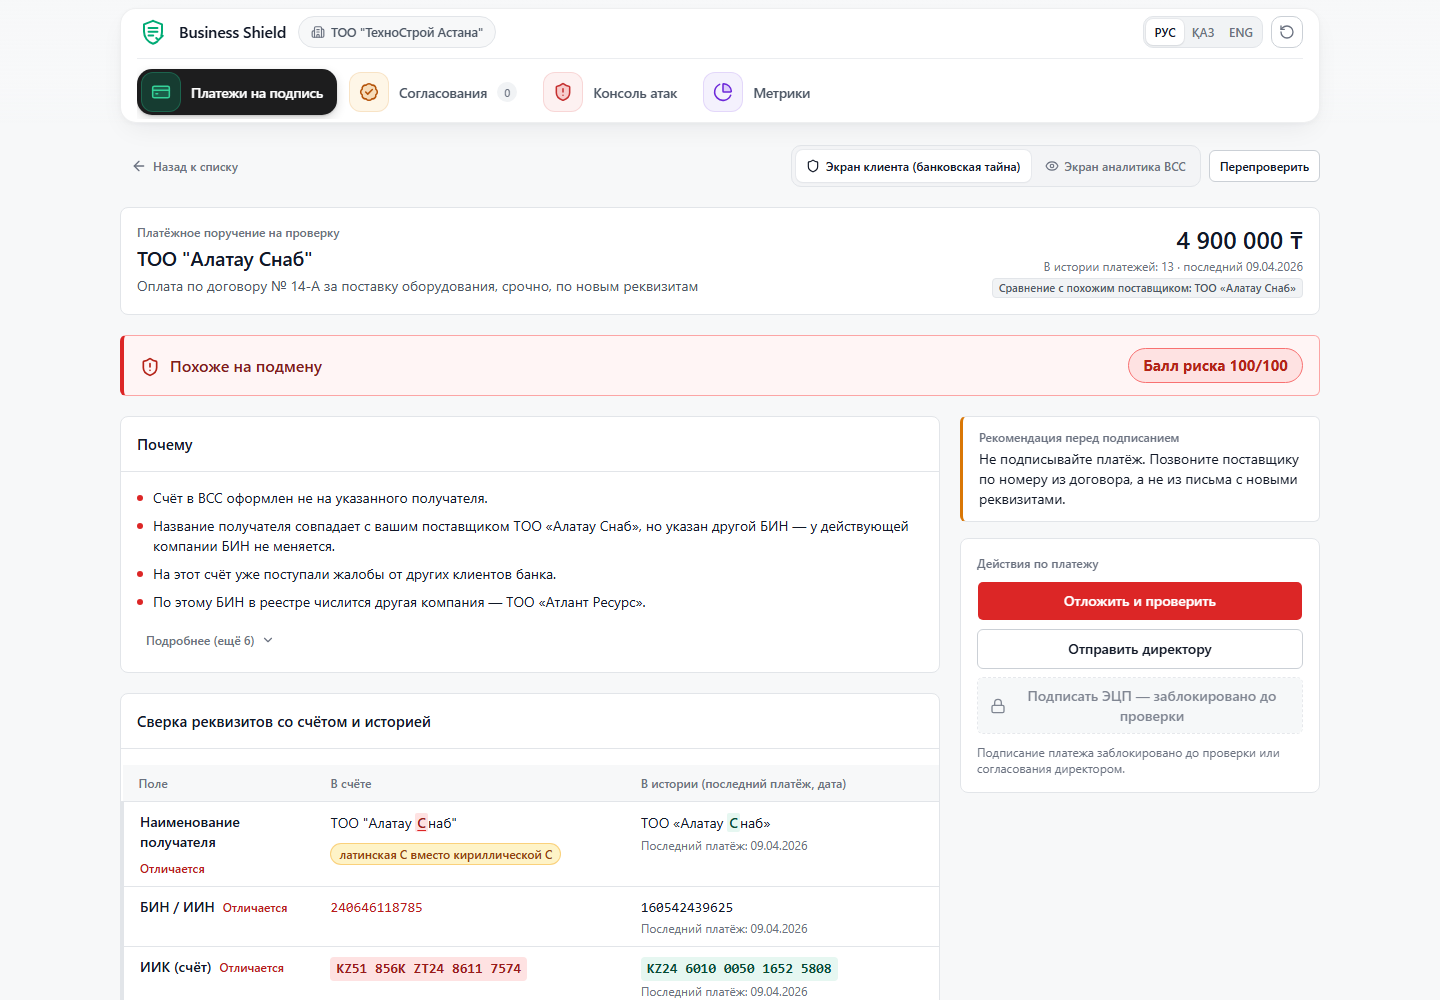 Business Shield
ТОО "ТехноСтрой Астана"
РУС ҚАЗ ENG
Платежи на подпись
Согласования 0
Консоль атак
Метрики
Назад к списку
Экран клиента (банковская тайна)
Экран аналитика ВСС
Перепроверить
Платёжное поручение на проверку
ТОО "Алатау Cнаб"
Оплата по договору № 14-А за поставку оборудования, срочно, по новым реквизитам
4 900 000 ₸
В истории платежей: 13 · последний 09.04.2026
Сравнение с похожим поставщиком: ТОО «Алатау Снаб»
Похоже на подмену
Балл риска 100/100
Почему
Счёт в ВСС оформлен не на указанного получателя.
Название получателя совпадает с вашим поставщиком ТОО «Алатау Снаб», но указан другой БИН — у действующей
компании БИН не меняется.
На этот счёт уже поступали жалобы от других клиентов банка.
По этому БИН в реестре числится другая компания — ТОО «Атлант Ресурс».
Подробнее (ещё 6)
Рекомендация перед подписанием
Не подписывайте платёж. Позвоните поставщику
по номеру из договора, а не из письма с новыми
реквизитами.
Действия по платежу
Отложить и проверить
Отправить директору
Подписать ЭЦП — заблокировано до
проверки
Подписание платежа заблокировано до проверки или
согласования директором.
Сверка реквизитов со счётом и историей
Поле
В счёте
В истории (последний платёж, дата)
Наименование
получателя
Отличается
ТОО "Алатау Cнаб"
латинская C вместо кириллической С
ТОО «Алатау Снаб»
Последний платёж: 09.04.2026
БИН / ИИН Отличается
240646118785
160542439625
Последний платёж: 09.04.2026
ИИК (счёт) Отличается
KZ51 856K ZT24 8611 7574
KZ24 6010 0050 1652 5808
Последний платёж: 09.04.2026